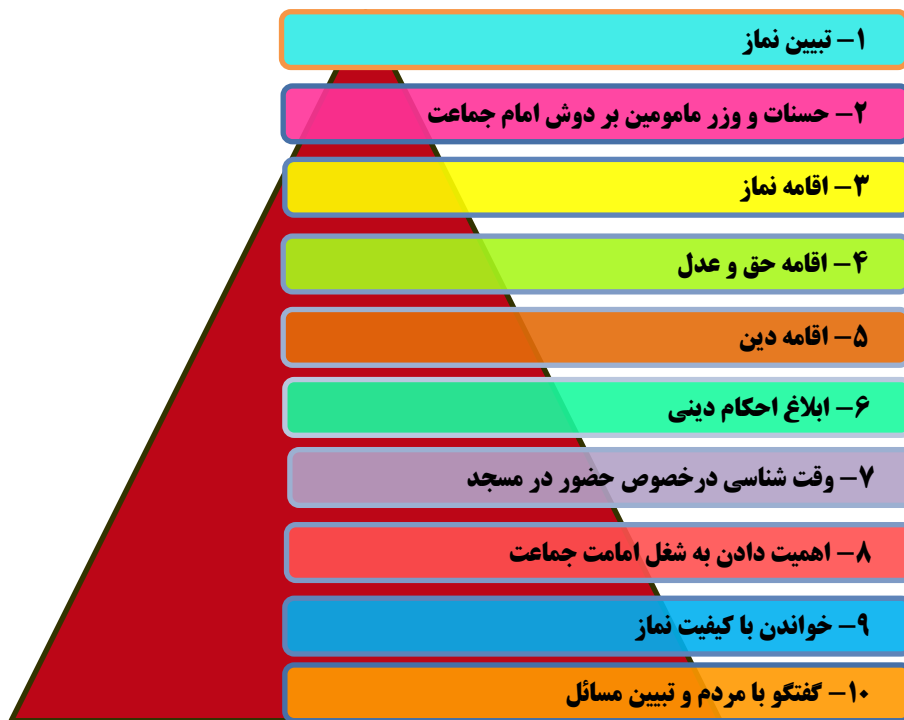 ۱- تبیین نماز
۲- حسنات و وزر مامومین بر دوش امام جماعت
۳- اقامه نماز
۴- اقامه حق و عدل
۵- اقامه دین
۶- ابلاغ احکام دینی
۷- وقت شناسی درخصوص حضور در مسجد
۸- اهمیت دادن به شغل امامت جماعت
۹- خواندن با کیفیت نماز
۱۰- گفتگو با مردم و تبیین مسائل